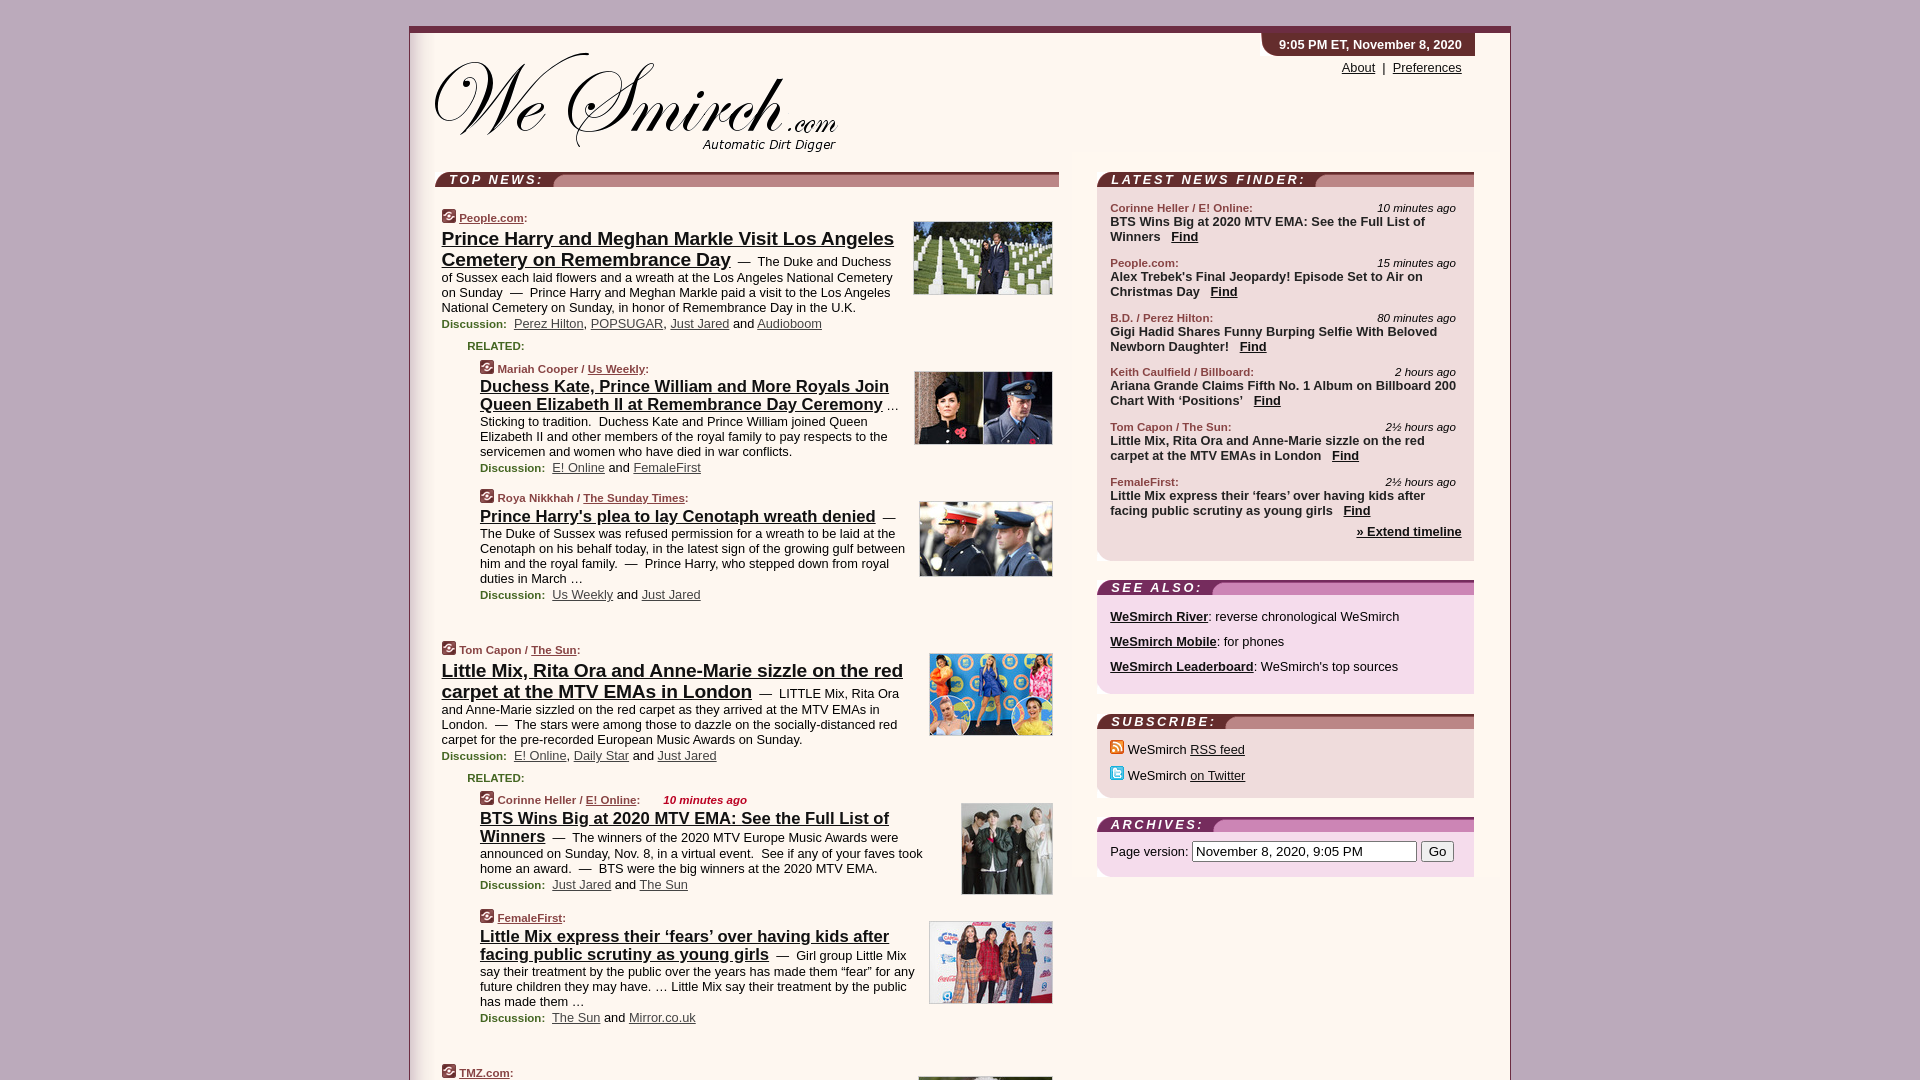 9:05 PM ET, November 8, 2020
About | Preferences
We Smirch .com
Automatic Dirt Digger
TOP NEWS:
People.com:
Prince Harry and Meghan Markle Visit Los Angeles
Cemetery on Remembrance Day — The Duke and Duchess
of Sussex each laid flowers and a wreath at the Los Angeles National Cemetery
on Sunday — Prince Harry and Meghan Markle paid a visit to the Los Angeles
National Cemetery on Sunday, in honor of Remembrance Day in the U.K.
Discussion: Perez Hilton, POPSUGAR, Just Jared and Audioboom
RELATED:
Mariah Cooper / Us Weekly:
Duchess Kate, Prince William and More Royals Join
Queen Elizabeth II at Remembrance Day Ceremony …
Sticking to tradition. Duchess Kate and Prince William joined Queen
Elizabeth II and other members of the royal family to pay respects to the
servicemen and women who have died in war conflicts.
Discussion: E! Online and FemaleFirst
Roya Nikkhah / The Sunday Times:
Prince Harry's plea to lay Cenotaph wreath denied —
The Duke of Sussex was refused permission for a wreath to be laid at the
Cenotaph on his behalf today, in the latest sign of the growing gulf between
him and the royal family. — Prince Harry, who stepped down from royal
duties in March …
Discussion: Us Weekly and Just Jared
Tom Capon / The Sun:
Little Mix, Rita Ora and Anne-Marie sizzle on the red
carpet at the MTV EMAs in London — LITTLE Mix, Rita Ora
and Anne-Marie sizzled on the red carpet as they arrived at the MTV EMAs in
London. — The stars were among those to dazzle on the socially-distanced red
carpet for the pre-recorded European Music Awards on Sunday.
Discussion: E! Online, Daily Star and Just Jared
RELATED:
Corinne Heller / E! Online: 10 minutes ago
BTS Wins Big at 2020 MTV EMA: See the Full List of
Winners — The winners of the 2020 MTV Europe Music Awards were
announced on Sunday, Nov. 8, in a virtual event. See if any of your faves took
home an award. — BTS were the big winners at the 2020 MTV EMA.
Discussion: Just Jared and The Sun
FemaleFirst:
Little Mix express their ‘fears’ over having kids after
facing public scrutiny as young girls — Girl group Little Mix
say their treatment by the public over the years has made them “fear” for any
future children they may have. … Little Mix say their treatment by the public
has made them …
Discussion: The Sun and Mirror.co.uk
TMZ.com:
LATEST NEWS FINDER:
Corinne Heller / E! Online: 10 minutes ago
BTS Wins Big at 2020 MTV EMA: See the Full List of
Winners Find
People.com: 15 minutes ago
Alex Trebek's Final Jeopardy! Episode Set to Air on
Christmas Day Find
B.D. / Perez Hilton: 80 minutes ago
Gigi Hadid Shares Funny Burping Selfie With Beloved
Newborn Daughter! Find
Keith Caulfield / Billboard: 2 hours ago
Ariana Grande Claims Fifth No. 1 Album on Billboard 200
Chart With ‘Positions’ Find
Tom Capon / The Sun: 2½ hours ago
Little Mix, Rita Ora and Anne-Marie sizzle on the red
carpet at the MTV EMAs in London Find
FemaleFirst: 2½ hours ago
Little Mix express their ‘fears’ over having kids after
facing public scrutiny as young girls Find
» Extend timeline
SEE ALSO:
WeSmirch River: reverse chronological WeSmirch
WeSmirch Mobile: for phones
WeSmirch Leaderboard: WeSmirch's top sources
SUBSCRIBE:
WeSmirch RSS feed
WeSmirch on Twitter
ARCHIVES:
Page version: November 8, 2020, 9:05 PM Go